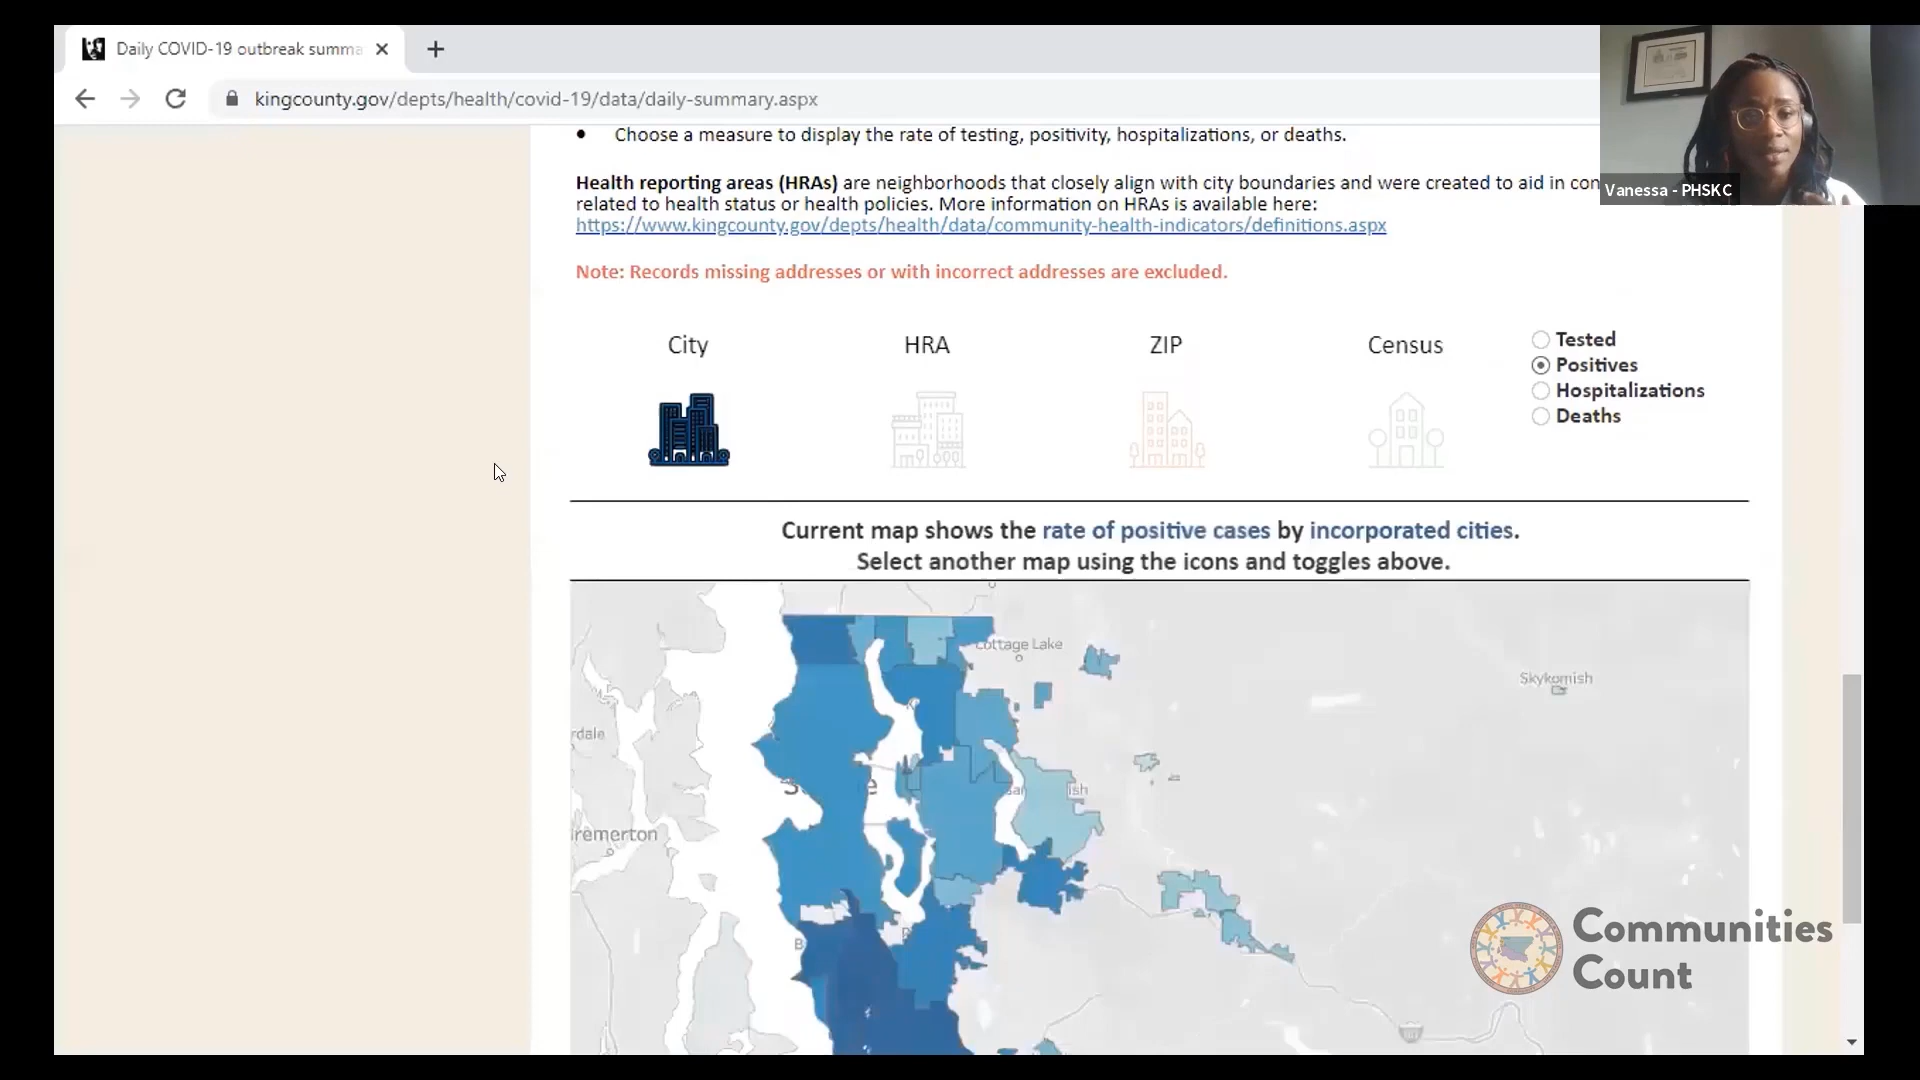 Daily COVID-19 outbreak summa
kingcounty.gov/depts/health/covid-19/data/daily-summary.aspx
Vanessa - PHSKC
• Choose a measure to display the rate of testing, positivity, hospitalizations, or deaths.
Health reporting areas (HRAs) are neighborhoods that closely align with city boundaries and were created to aid in
related to health status or health policies. More information on HRAs is available here:
https://www.kingcounty.gov/depts/health/data/community-health-indicators/definitions.aspx
Note: Records missing addresses or with incorrect addresses are excluded.
City HRA ZIP Census
Tested
Positives
Hospitalizations
Deaths
Current map shows the rate of positive cases by incorporated cities.
Select another map using the icons and toggles above.
Cottage Lake
Skykomish
rdale
ish
Bremerton
Communities
Count